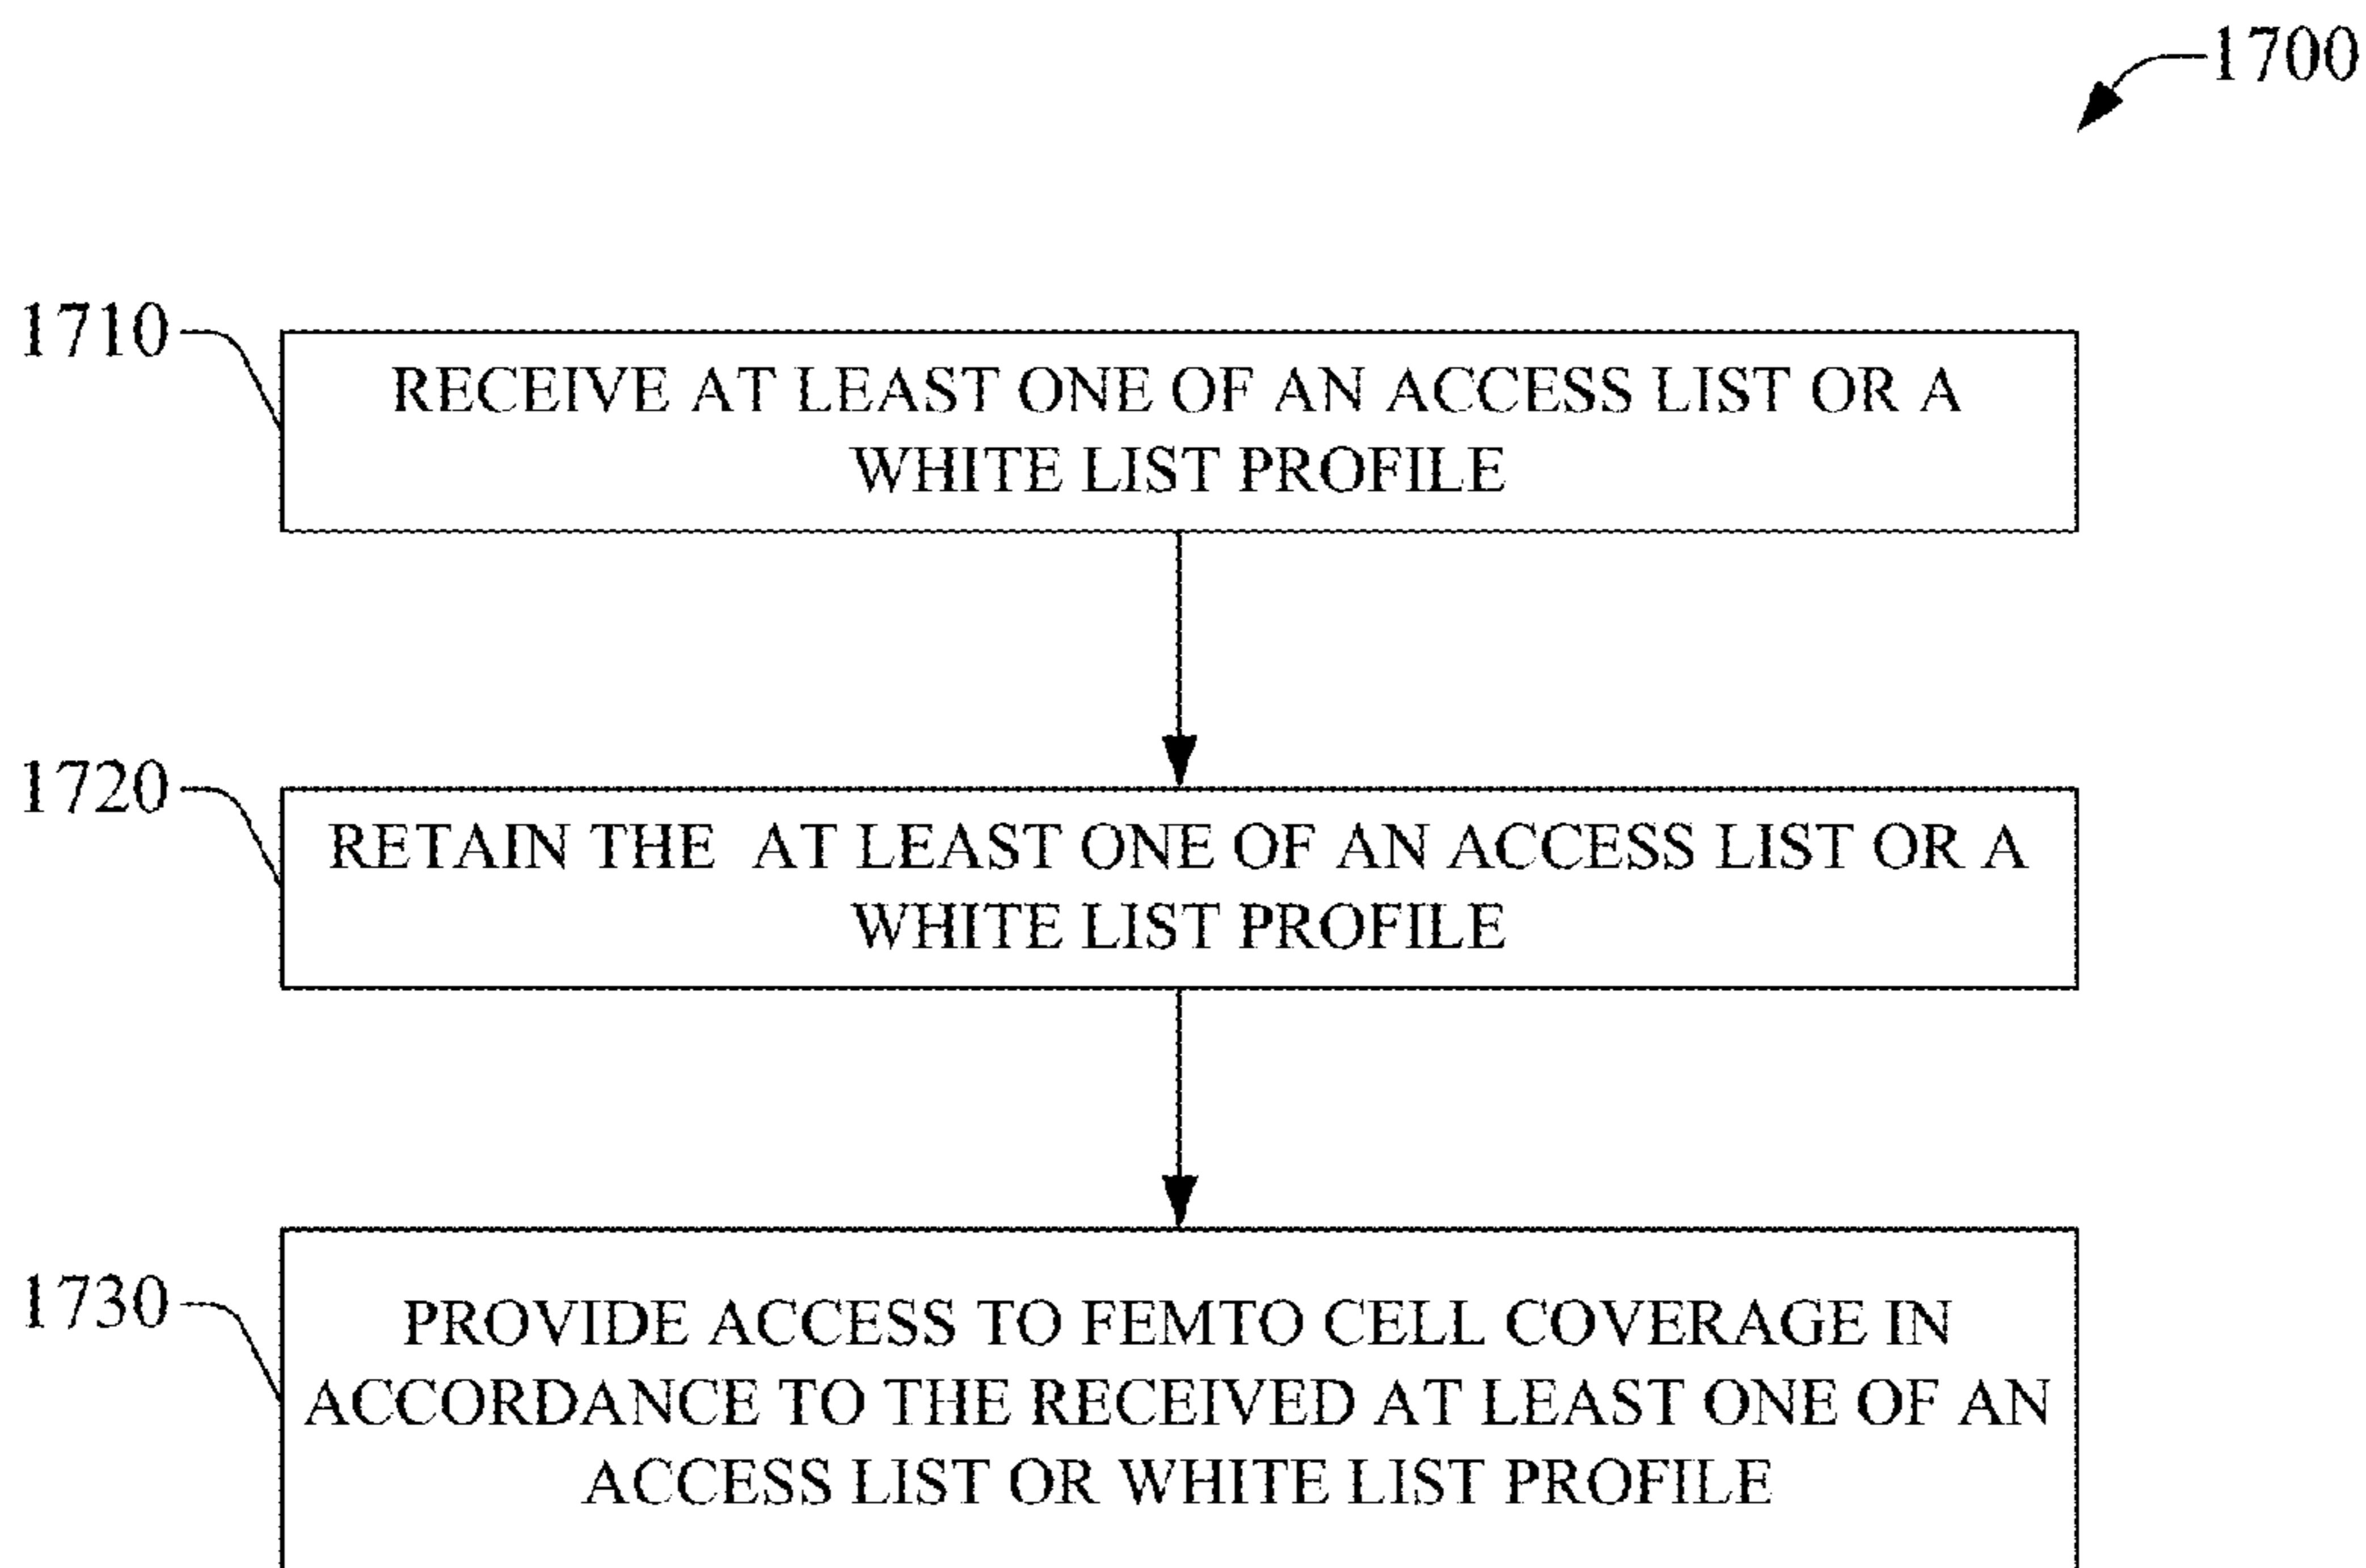 1700
1710
RECEIVE AT LEAST ONE OF AN ACCESS LIST OR A
WHITE LIST PROFILE
1720
RETAIN THE AT LEAST ONE OF AN ACCESS LIST OR A
WHITE LIST PROFILE
1730
PROVIDE ACCESS TO FEMTO CELL COVERAGE IN
ACCORDANCE TO THE RECEIVED AT LEAST ONE OF AN
ACCESS LIST OR WHITE LIST PROFILE